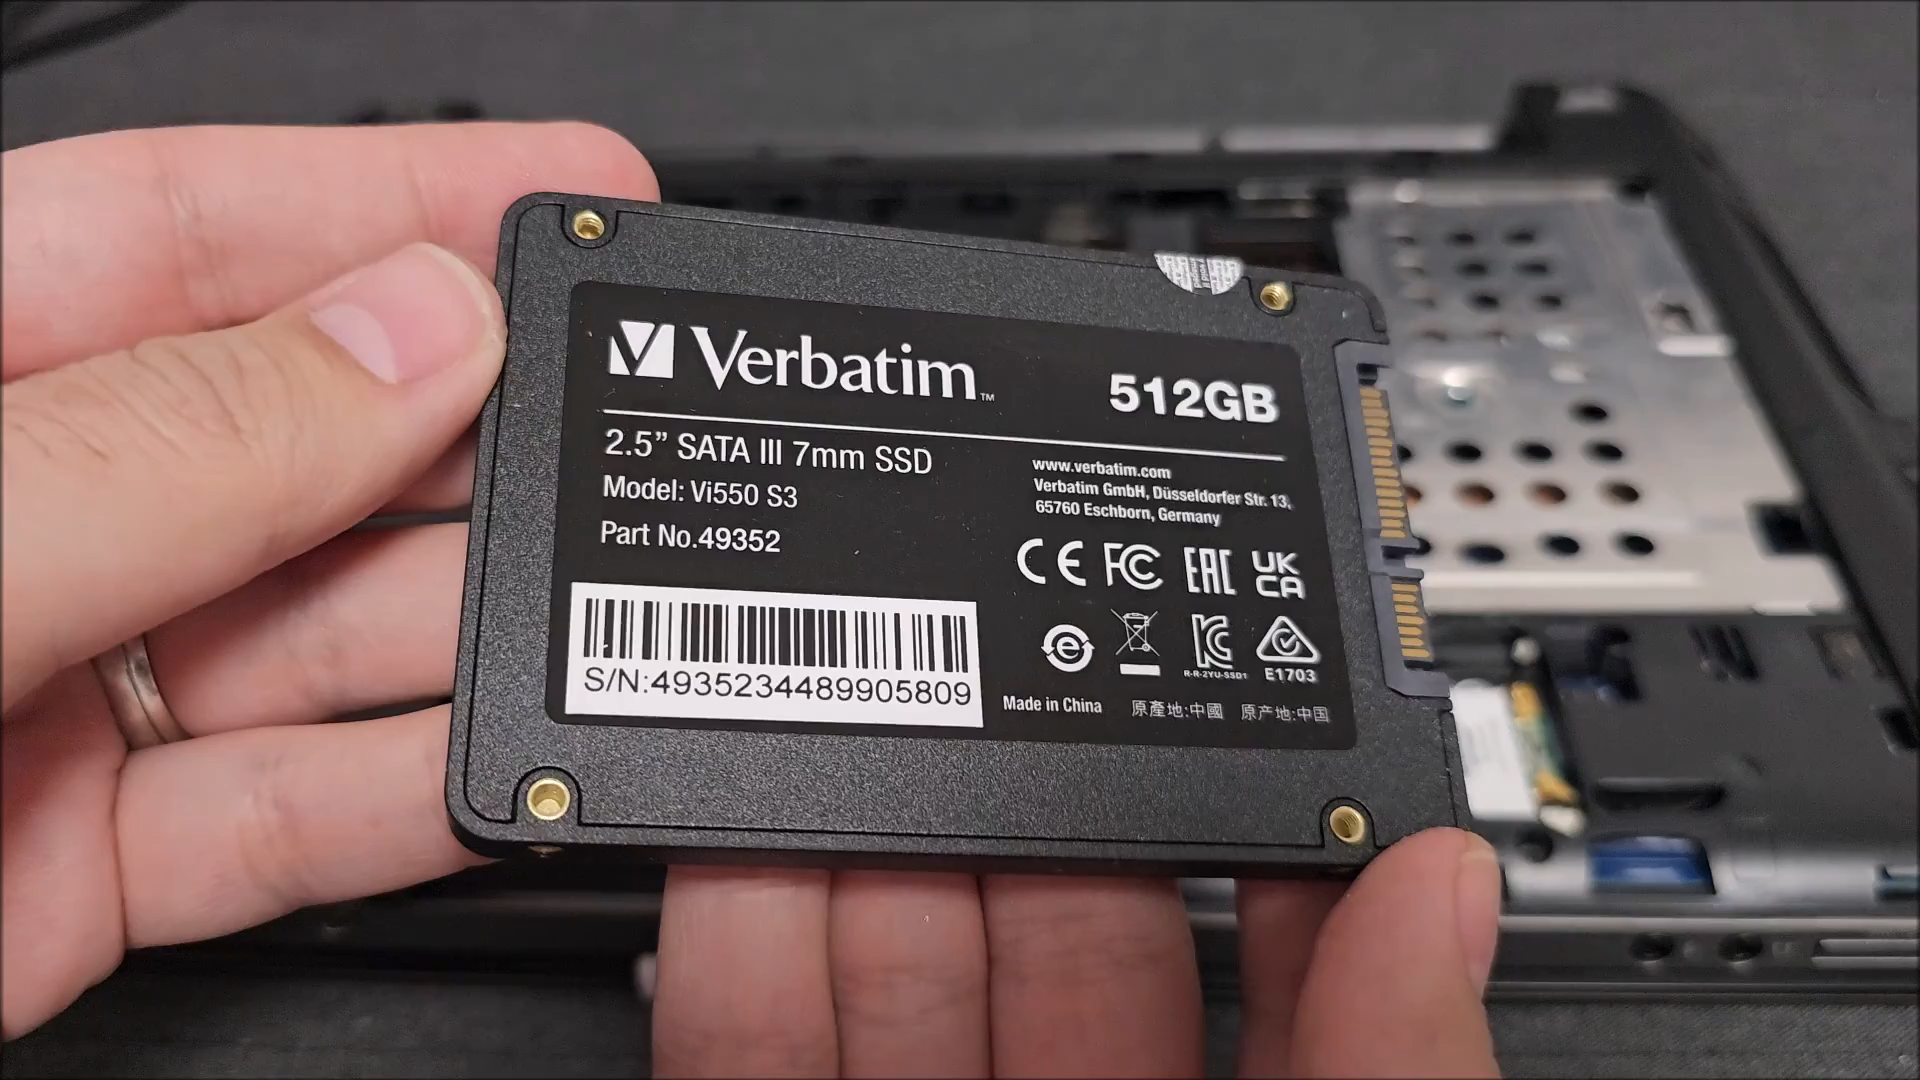 Verbatim™
512GB
2.5” SATA III 7mm SSD
Model: Vi550 S3
Part No.49352
www.verbatim.com
Verbatim GmbH, Düsseldorfer Str. 13,
65760 Eschborn, Germany
CE FC EAC UK CA
R-R-2YU-SSD1
E1703
S/N:4935234489905809
Made in China 原產地:中國 原产地:中国